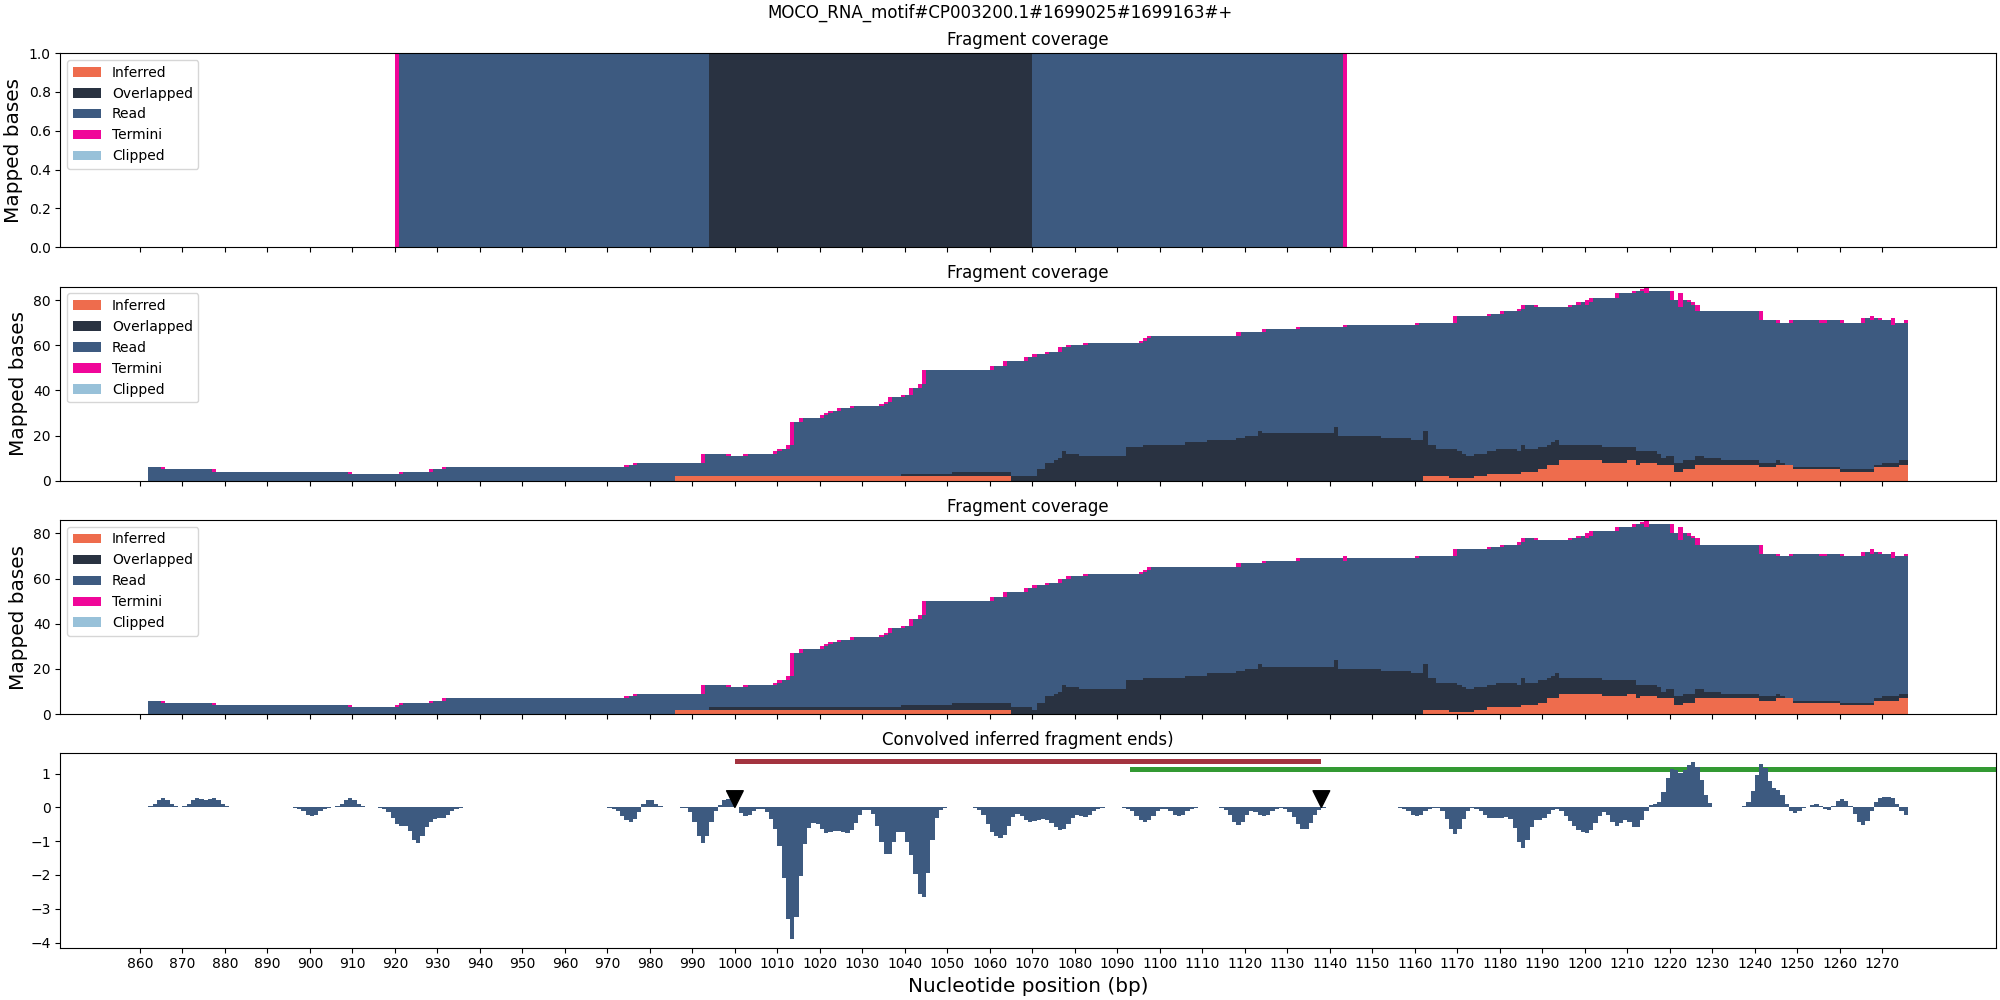 MOCO_RNA_motif#CP003200.1#1699025#1699163#+
Fragment coverage
Mapped bases
1.0
0.8
0.6
0.4
0.2
0.0
Inferred
Overlapped
Read
Termini
Clipped
Fragment coverage
Mapped bases
80
60
40
20
0
Inferred
Overlapped
Read
Termini
Clipped
Fragment coverage
Mapped bases
80
60
40
20
0
Inferred
Overlapped
Read
Termini
Clipped
Convolved inferred fragment ends)
1
0
−1
−2
−3
−4
860 870 880 890 900 910 920 930 940 950 960 970 980 990 1000 1010 1020 1030 1040 1050 1060 1070 1080 1090 1100 1110 1120 1130 1140 1150 1160 1170 1180 1190 1200 1210 1220 1230 1240 1250 1260 1270
Nucleotide position (bp)